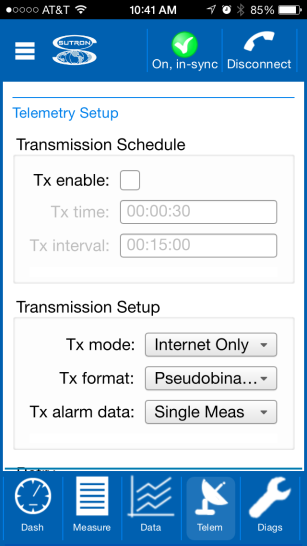 AT&T 10:41 AM 85%
SUTRON
On, in-sync Disconnect
Telemetry Setup
Transmission Schedule
Tx enable:
Tx time: 00:00:30
Tx interval: 00:15:00
Transmission Setup
Tx mode: Internet Only
Tx format: Pseudobina...
Tx alarm data: Single Meas
Dash Measure Data Telem Diags